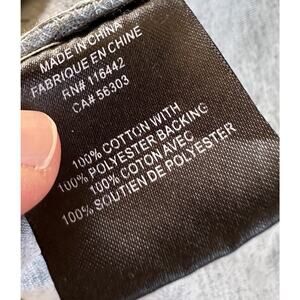 MADE IN CHINA
FABRIQUE EN CHINE
RN# 116442
CA# 56303
100% COTTON WITH
100% POLYESTER BACKING
100% COTON AVEC
100% SOUTIEN DE POLYESTER